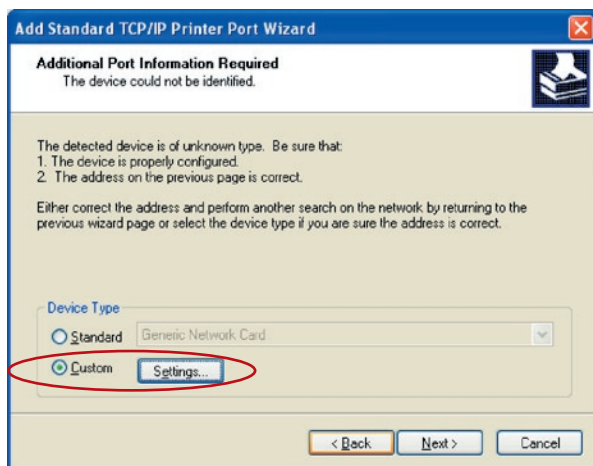 Add Standard TCP/IP Printer Port Wizard
Additional Port Information Required
The device could not be identified.
The detected device is of unknown type. Be sure that:
1. The device is properly configured.
2. The address on the previous page is correct.
Either correct the address and perform another search on the network by returning to the
previous wizard page or select the device type if you are sure the address is correct.
Device Type
Standard Generic Network Card
Custom Settings...
< Back Next > Cancel